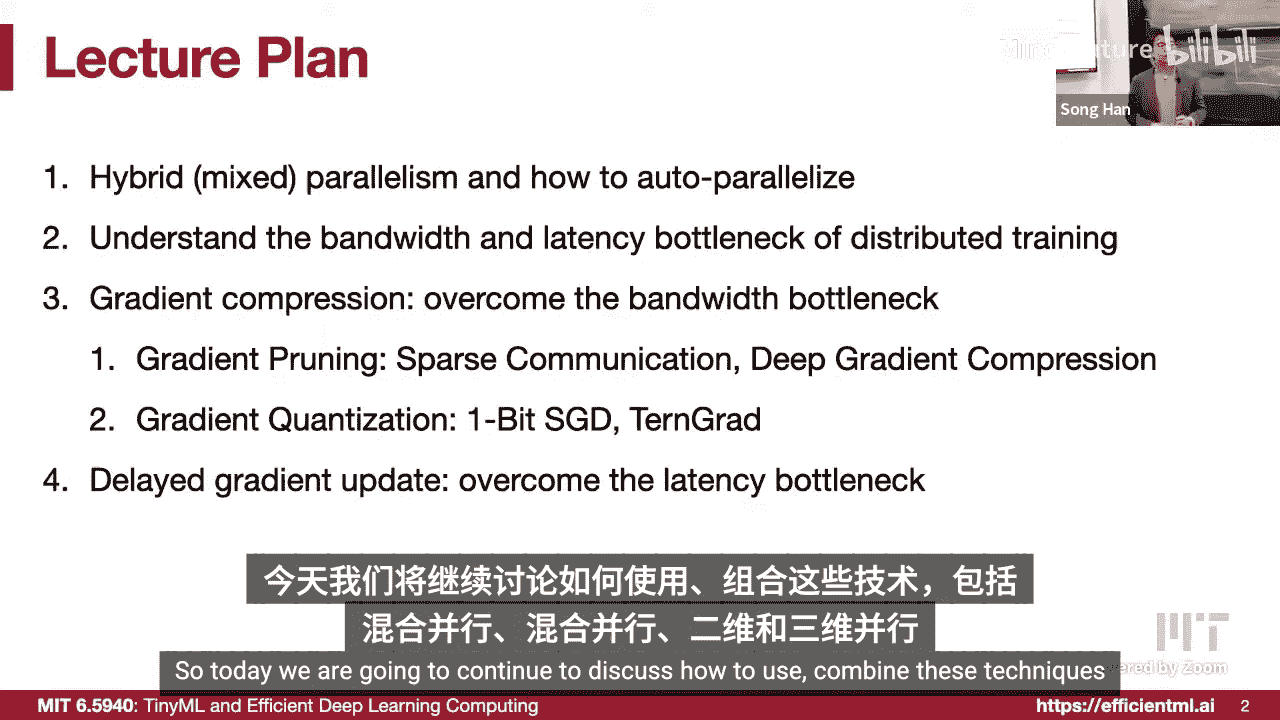 Lecture Plan
bilibili
Song Han
1. Hybrid (mixed) parallelism and how to auto-parallelize
2. Understand the bandwidth and latency bottleneck of distributed training
3. Gradient compression: overcome the bandwidth bottleneck
1. Gradient Pruning: Sparse Communication, Deep Gradient Compression
2. Gradient Quantization: 1-Bit SGD, TernGrad
4. Delayed gradient update: overcome the latency bottleneck
今天我们将继续讨论如何使用、组合这些技术，包括
混合并行、混合并行、二维和三维并行
So today we are going to continue to discuss how to use, combine these techniques
by Zoom
MIT 6.5940: TinyML and Efficient Deep Learning Computing
https://efficientml.ai
2